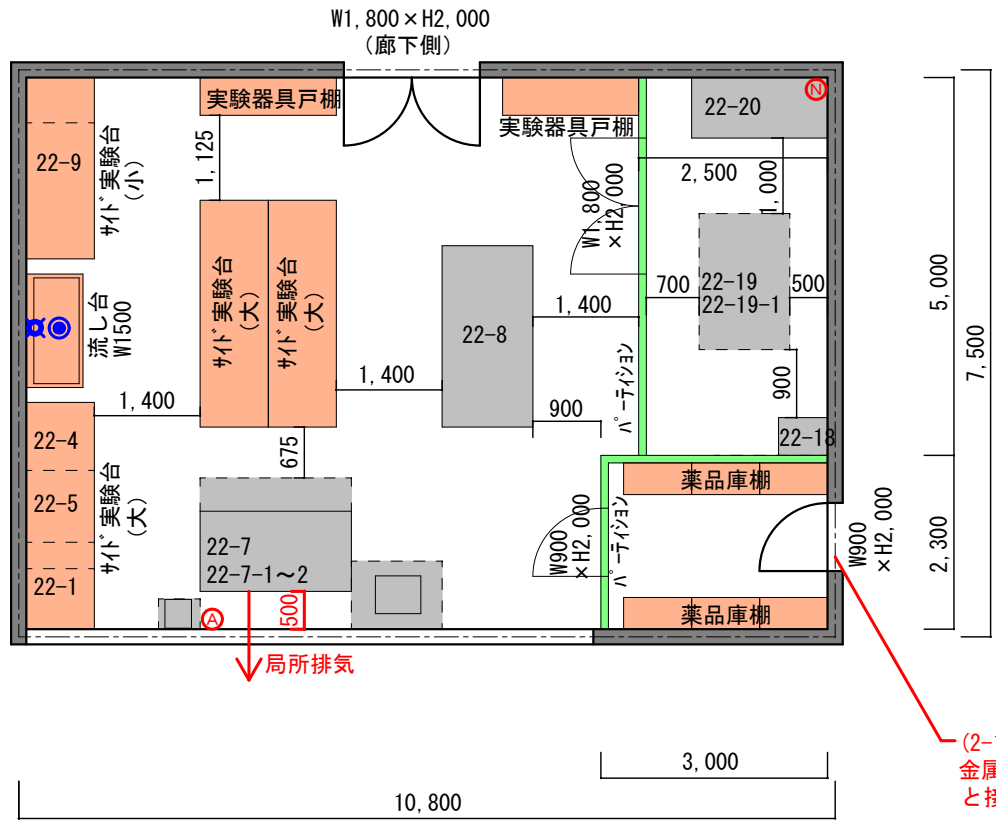 W1,800×H2,000
(廊下側)
実験器具戸棚
実験器具戸棚
22-20
Ⓝ
22-9
ｻｲﾄﾞ実験台
(小)
1,125
2,500
1,000
W1,800
×H2,000
5,000
7,500
ｻｲﾄﾞ実験台
(大)
ｻｲﾄﾞ実験台
(大)
22-8
1,400
700
22-19
22-19-1
500
流し台
W1500
1,400
1,400
900
900
ﾊﾟｰﾃｨｼｮﾝ
22-18
22-4
22-5
22-1
ｻｲﾄﾞ実験台
(大)
675
22-7
22-7-1～2
薬品庫棚
ﾊﾟｰﾃｨｼｮﾝ
W900
×H2,000
W900
×H2,000
2,300
Ⓐ
500
薬品庫棚
局所排気
3,000
10,800
(2-
金属
と接